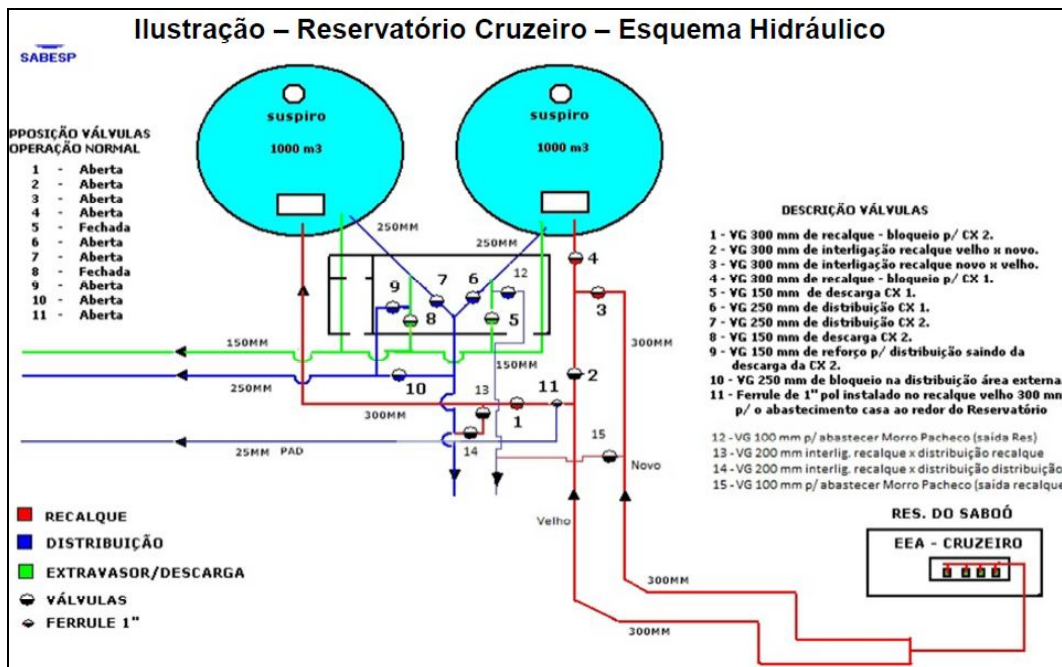 Ilustração – Reservatório Cruzeiro – Esquema Hidráulico
SABESP
suspiro
1000 m3
suspiro
1000 m3
PPOSIÇÃO VÁLVULAS
OPERAÇÃO NORMAL
1 - Aberta
2 - Aberta
3 - Aberta
4 - Aberta
5 - Fechada
6 - Aberta
7 - Aberta
8 - Fechada
9 - Aberta
10 - Aberta
11 - Aberta
250MM
250MM
4
3
12
7
6
9
8
5
150MM
150MM
300MM
250MM
10
2
13
11
300MM
1
15
25MM PAD
14
Novo
Velho
300MM
300MM
DESCRIÇÃO VÁLVULAS
1 - VG 300 mm de recalque - bloqueio p/ CX 2.
2 - VG 300 mm de interligação recalque velho x novo.
3 - VG 300 mm de interligação recalque novo x velho.
4 - VG 300 mm de recalque - bloqueio p/ CX 1.
5 - VG 150 mm de descarga CX 1.
6 - VG 250 mm de distribuição CX 1.
7 - VG 250 mm de distribuição CX 2.
8 - VG 150 mm de descarga CX 2.
9 - VG 150 mm de reforço p/ distribuição saindo da
descarga da CX 2.
10 - VG 250 mm de bloqueio na distribuição área externa
11 - Ferrule de 1" pol instalado no recalque velho 300 mn
p/ o abastecimento casa ao redor do Reservatório
12 - VG 100 mm p/ abastecer Morro Pacheco (saída Res)
13 - VG 200 mm interlig. recalque x distribuição recalque
14 - VG 200 mm interlig. recalque x distribuição distribuição
15 - VG 100 mm p/ abastecer Morro Pacheco (saída recalque
RES. DO SABOÓ
EEA - CRUZEIRO
RECALQUE
DISTRIBUIÇÃO
EXTRAVASOR/DESCARGA
VÁLVULAS
FERRULE 1"